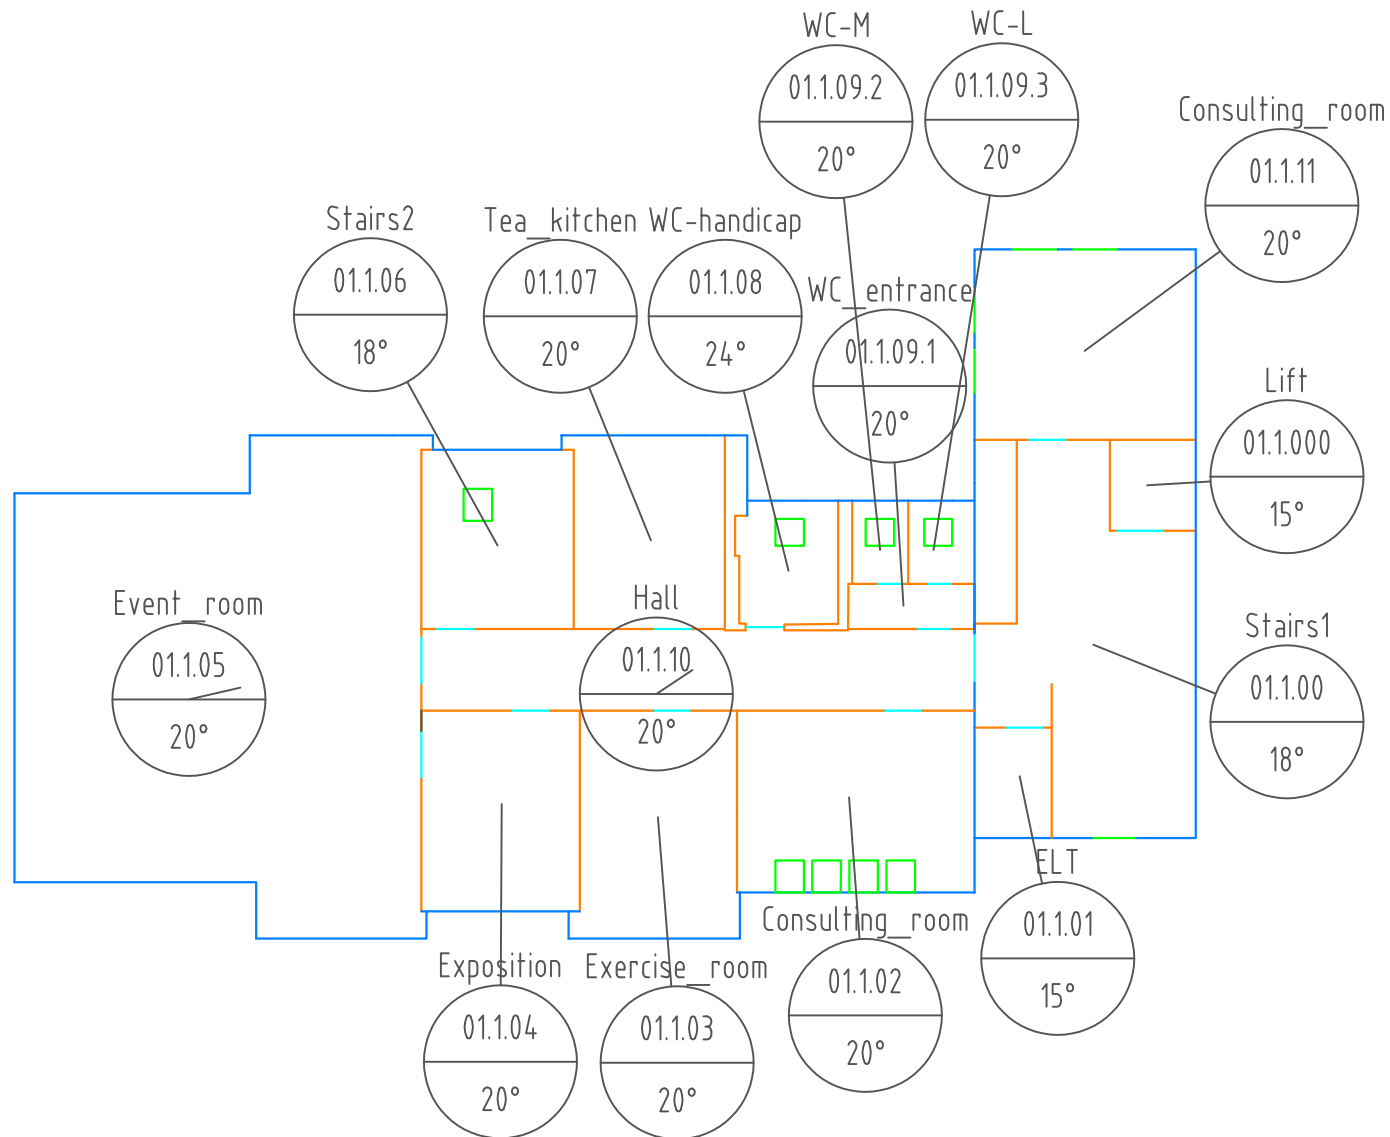 WC-M
01.1.09.2
20°
WC-L
01.1.09.3
20°
Consulting_room
01.1.11
20°
Stairs2
01.1.06
18°
Tea_kitchen
01.1.07
20°
WC-handicap
01.1.08
24°
WC_entrance
01.1.09.1
20°
Lift
01.1.000
15°
Event_room
01.1.05
20°
Hall
01.1.10
20°
Stairs1
01.1.00
18°
ELT
01.1.01
15°
Consulting_room
01.1.02
20°
Exposition
01.1.04
20°
Exercise_room
01.1.03
20°